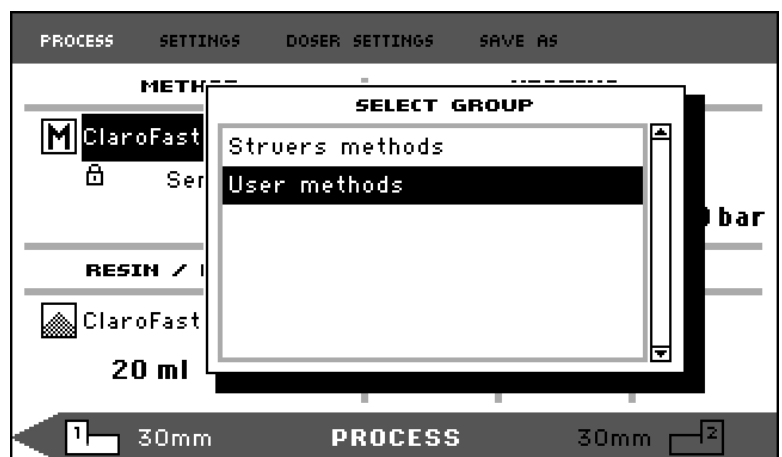 PROCESS SETTINGS DOSER SETTINGS SAVE AS
SELECT GROUP
ClaroFast
Struers methods
User methods
bar
RESIN /
ClaroFast
20 ml
1 30mm PROCESS 30mm 2